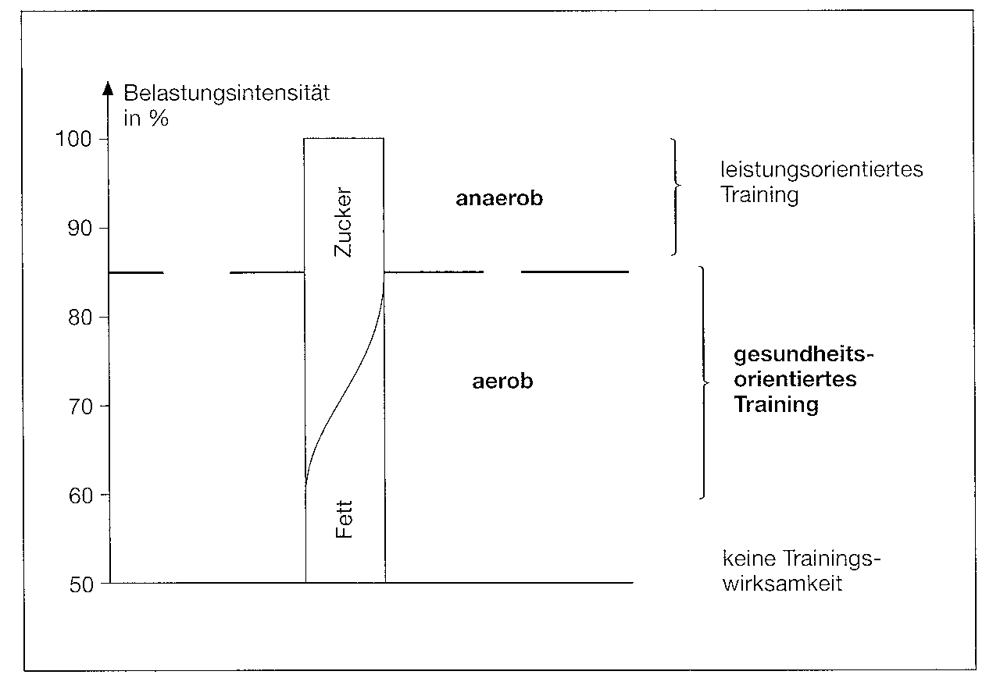 Belastungsintensität
in %
100
90
80
70
60
50
Zucker
Fett
anaerob
aerob
leistungsorientiertes
Training
gesundheits-
orientiertes
Training
keine Trainings-
wirksamkeit